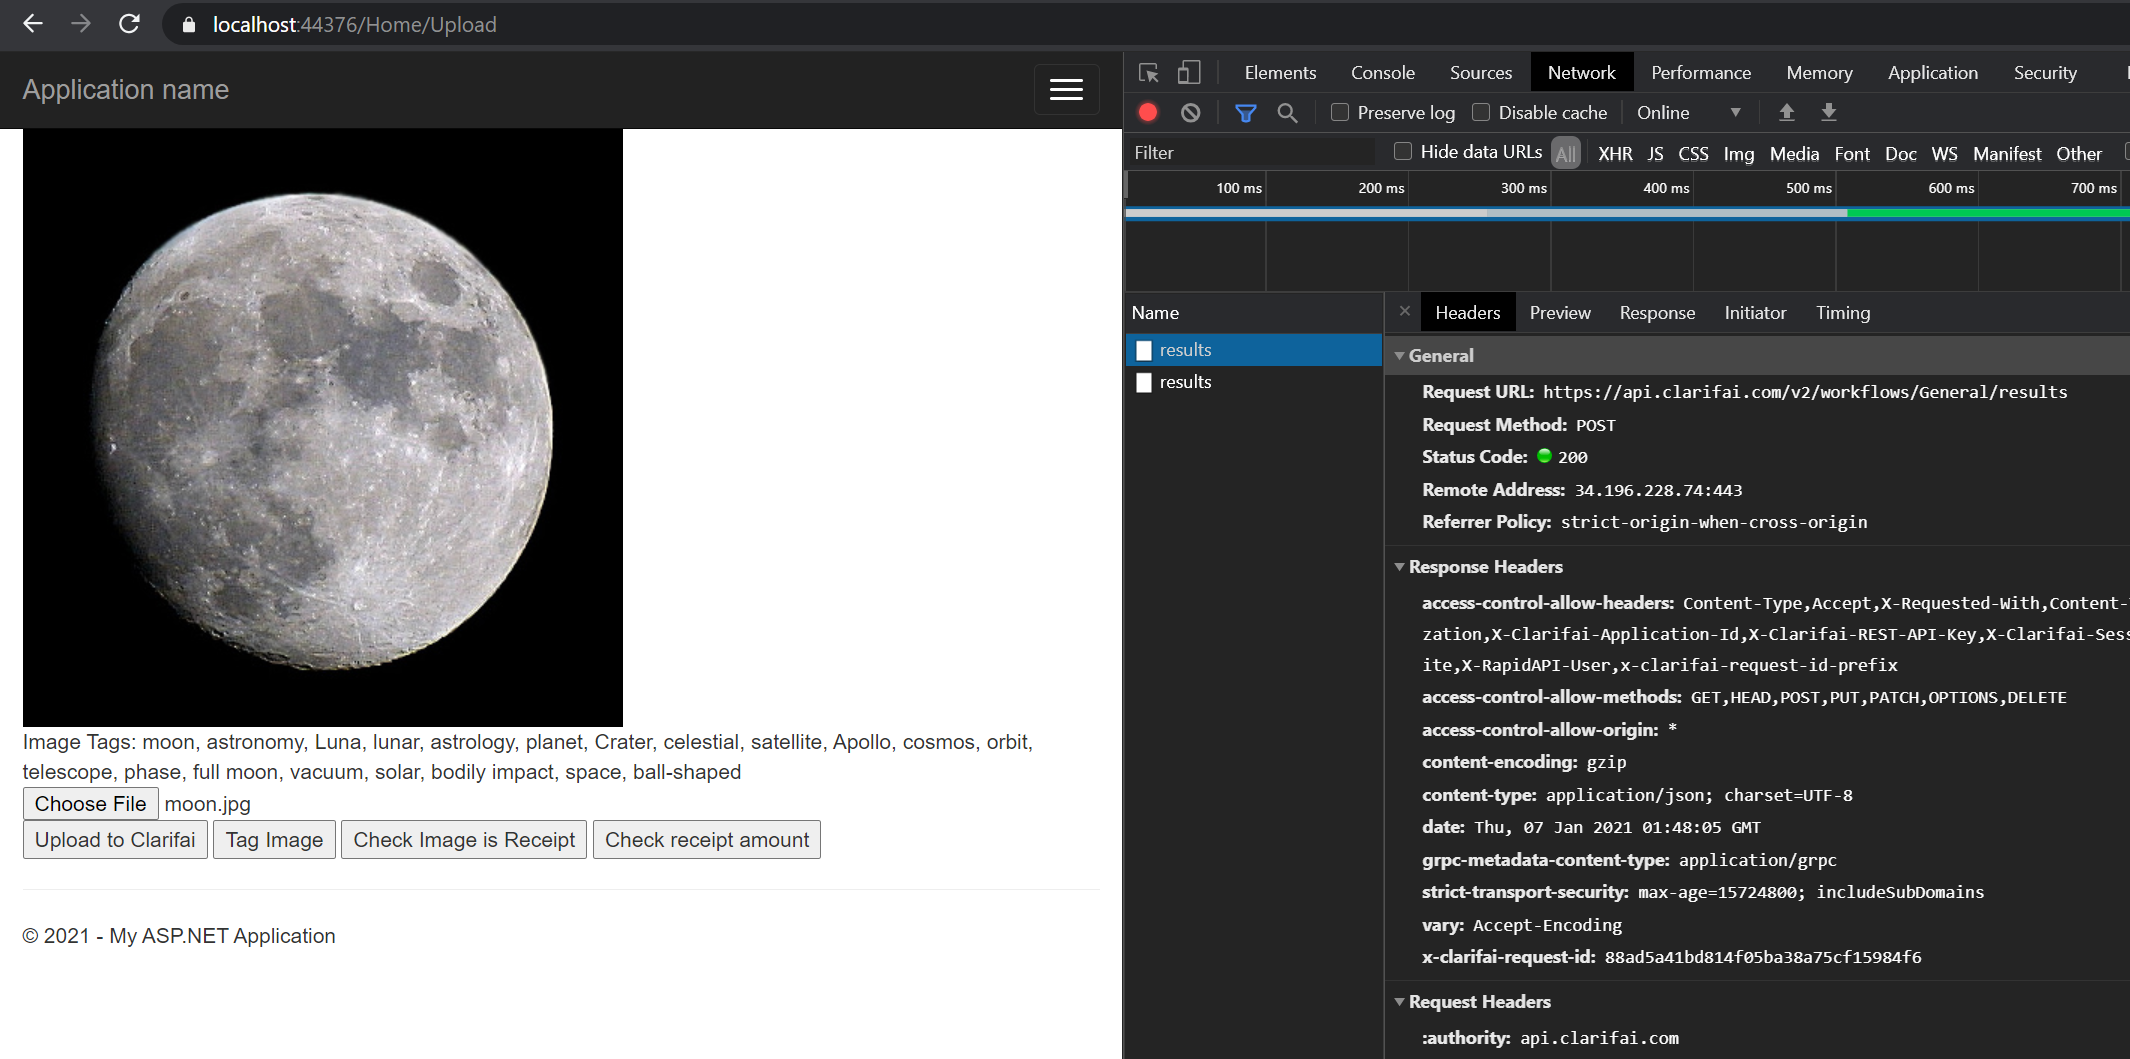 localhost:44376/Home/Upload
Application name
Image Tags: moon, astronomy, Luna, lunar, astrology, planet, Crater, celestial, satellite, Apollo, cosmos, orbit,
telescope, phase, full moon, vacuum, solar, bodily impact, space, ball-shaped
Choose File moon.jpg
Upload to Clarifai Tag Image Check Image is Receipt Check receipt amount
© 2021 - My ASP.NET Application
Elements Console Sources Network Performance Memory Application Security
Preserve log Disable cache Online
Filter Hide data URLs All XHR JS CSS Img Media Font Doc WS Manifest Other
100 ms 200 ms 300 ms 400 ms 500 ms 600 ms 700 ms
Name
results
results
× Headers Preview Response Initiator Timing
General
Request URL: https://api.clarifai.com/v2/workflows/General/results
Request Method: POST
Status Code: 200
Remote Address: 34.196.228.74:443
Referrer Policy: strict-origin-when-cross-origin
Response Headers
access-control-allow-headers: Content-Type,Accept,X-Requested-With,Content-
zation,X-Clarifai-Application-Id,X-Clarifai-REST-API-Key,X-Clarifai-Sess
ite,X-RapidAPI-User,x-clarifai-request-id-prefix
access-control-allow-methods: GET,HEAD,POST,PUT,PATCH,OPTIONS,DELETE
access-control-allow-origin: *
content-encoding: gzip
content-type: application/json; charset=UTF-8
date: Thu, 07 Jan 2021 01:48:05 GMT
grpc-metadata-content-type: application/grpc
strict-transport-security: max-age=15724800; includeSubDomains
vary: Accept-Encoding
x-clarifai-request-id: 88ad5a41bd814f05ba38a75cf15984f6
Request Headers
:authority: api.clarifai.com